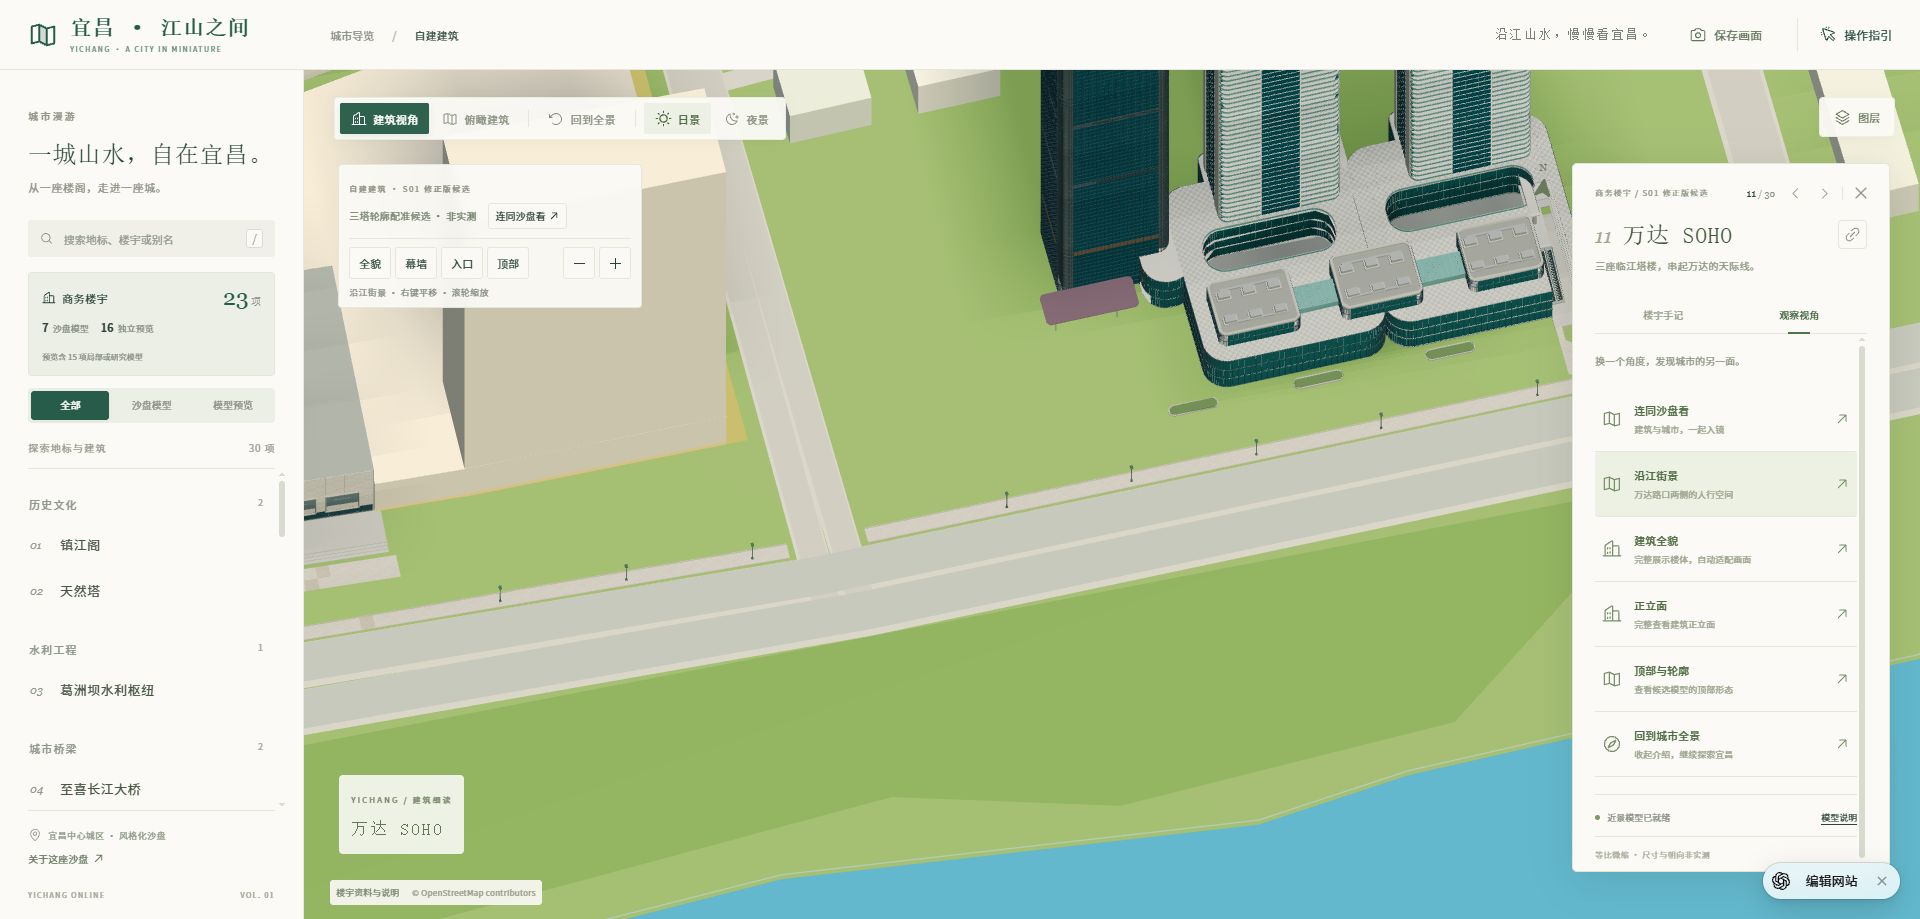 宜昌 • 江山之间
YICHANG • A CITY IN MINIATURE
城市导览 / 自建建筑
沿江山水，慢慢看宜昌。
保存画面
操作指引
城市漫游
一城山水，自在宜昌。
从一座楼阁，走进一座城。
搜索地标、楼宇或别名 /
商务楼宇 23 项
7 沙盘模型 16 独立预览
预览含 15 项局部或研究模型
全部 沙盘模型 模型预览
探索地标与建筑 30 项
历史文化 2
01 镇江阁
02 天然塔
水利工程 1
03 葛洲坝水利枢纽
城市桥梁 2
04 至喜长江大桥
宜昌中心城区 • 风格化沙盘
关于这座沙盘
YICHANG ONLINE VOL. 01
建筑视角 俯瞰建筑 回到全景 日景 夜景
自建建筑 • S01 修正版候选
三塔轮廓配准候选 • 非实测 连同沙盘看
全貌 幕墙 入口 顶部 — +
沿江街景 • 右键平移 • 滚轮缩放
YICHANG / 建筑细读
万达 SOHO
楼宇资料与说明 © OpenStreetMap contributors
图层
N
商务楼宇 / S01 修正版候选 11 / 30
11 万达 SOHO
三座临江塔楼，串起万达的天际线。
楼宇手记 观察视角
换一个角度，发现城市的另一面。
连同沙盘看
建筑与城市，一起入镜
沿江街景
万达路口两侧的人行空间
建筑全貌
完整展示楼体，自动适配画面
正立面
完整查看建筑正立面
顶部与轮廓
查看候选模型的顶部形态
回到城市全景
收起介绍，继续探索宜昌
近景模型已就绪 模型说明
等比微缩 • 尺寸与朝向非实测
编辑网站